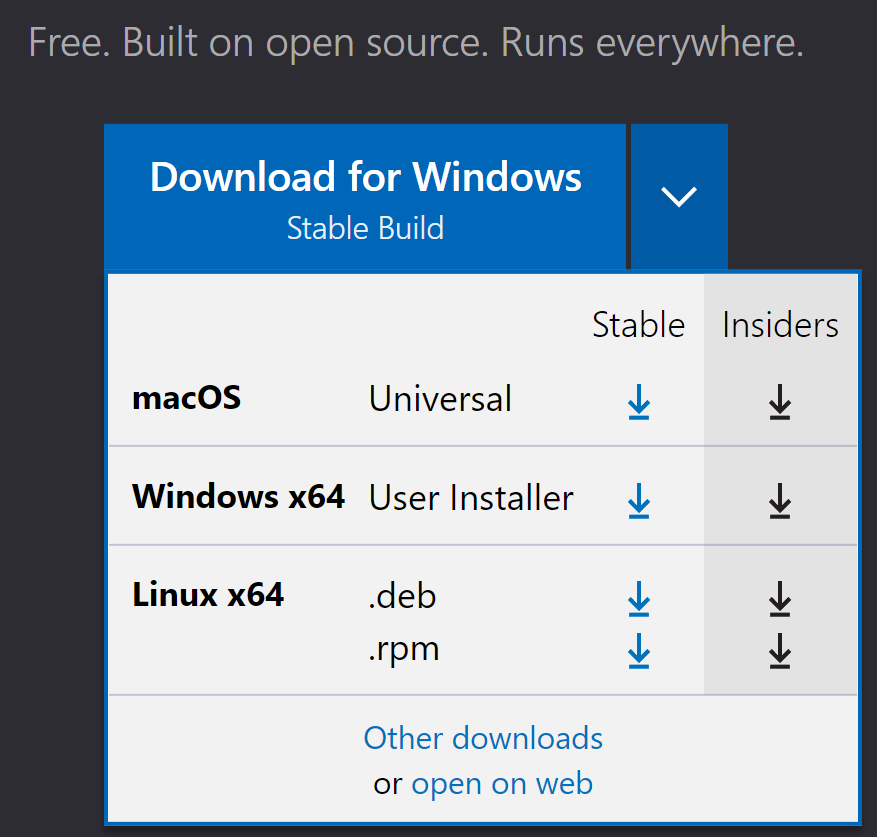 Free. Built on open source. Runs everywhere.
Download for Windows
Stable Build
Stable Insiders
macOS Universal
Windows x64 User Installer
Linux x64 .deb
.rpm
Other downloads
or open on web